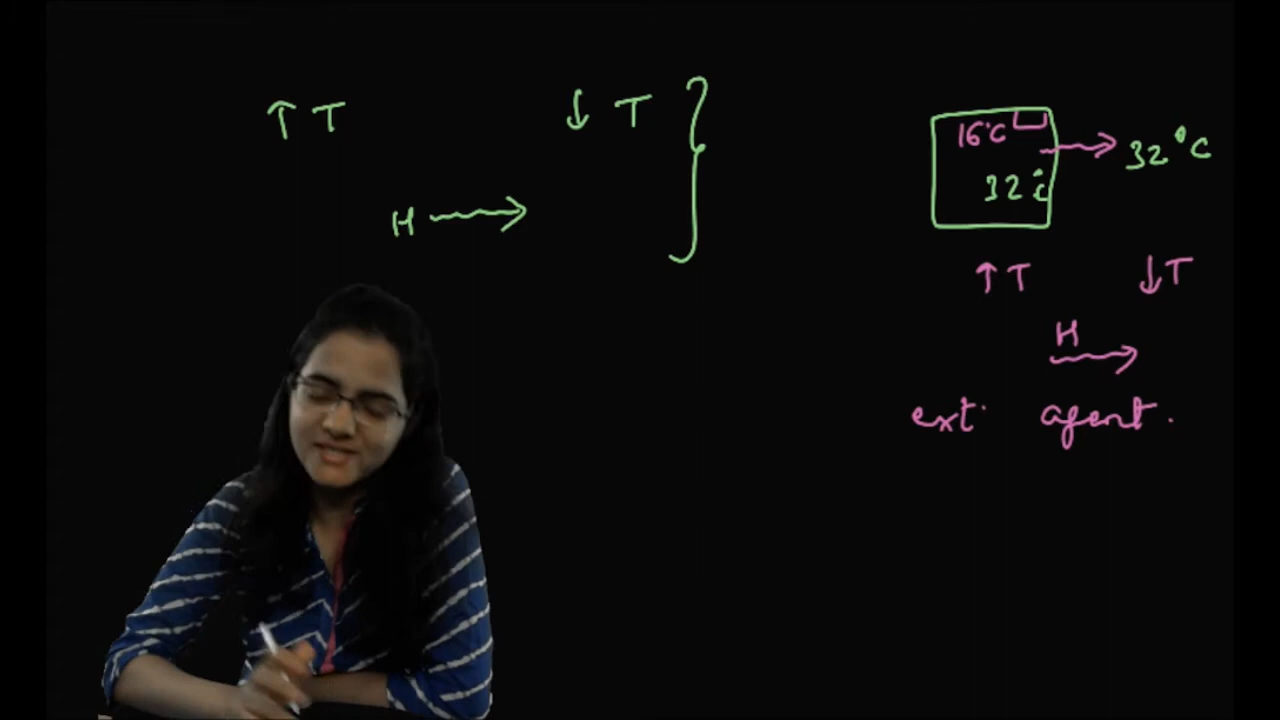 ↑ T ↓ T
H →
16°C
→ 32°C
32°C
↑ T ↓ T
H
→
ext. agent.